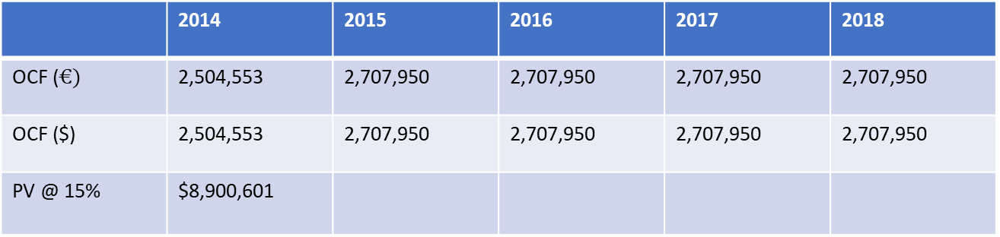 2014 2015 2016 2017 2018
OCF (€) 2,504,553 2,707,950 2,707,950 2,707,950 2,707,950
OCF ($) 2,504,553 2,707,950 2,707,950 2,707,950 2,707,950
PV @ 15% $8,900,601